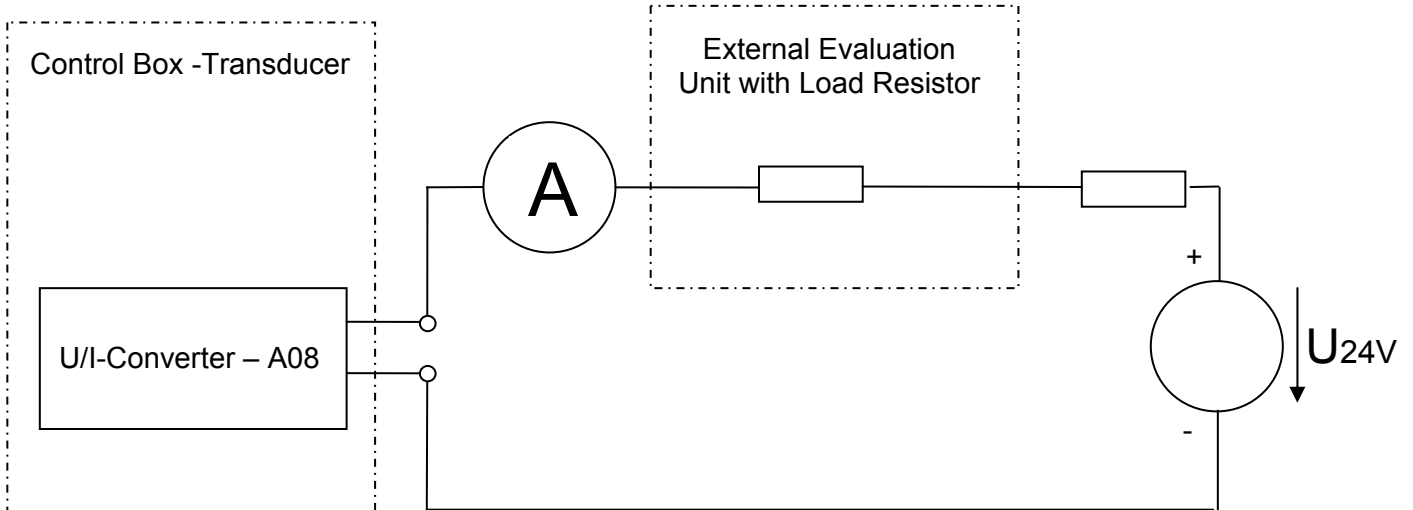 Control Box -Transducer
External Evaluation
Unit with Load Resistor
A
+
U/I-Converter – A08
U24V
-